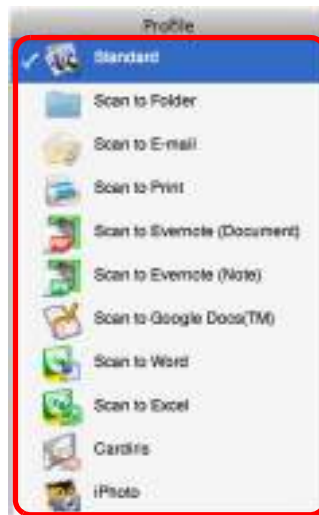 Profile
Standard
Scan to Folder
Scan to E-mail
Scan to Print
Scan to Evernote (Document)
Scan to Evernote (Note)
Scan to Google Docs(TM)
Scan to Word
Scan to Excel
Cardiris
iPhoto